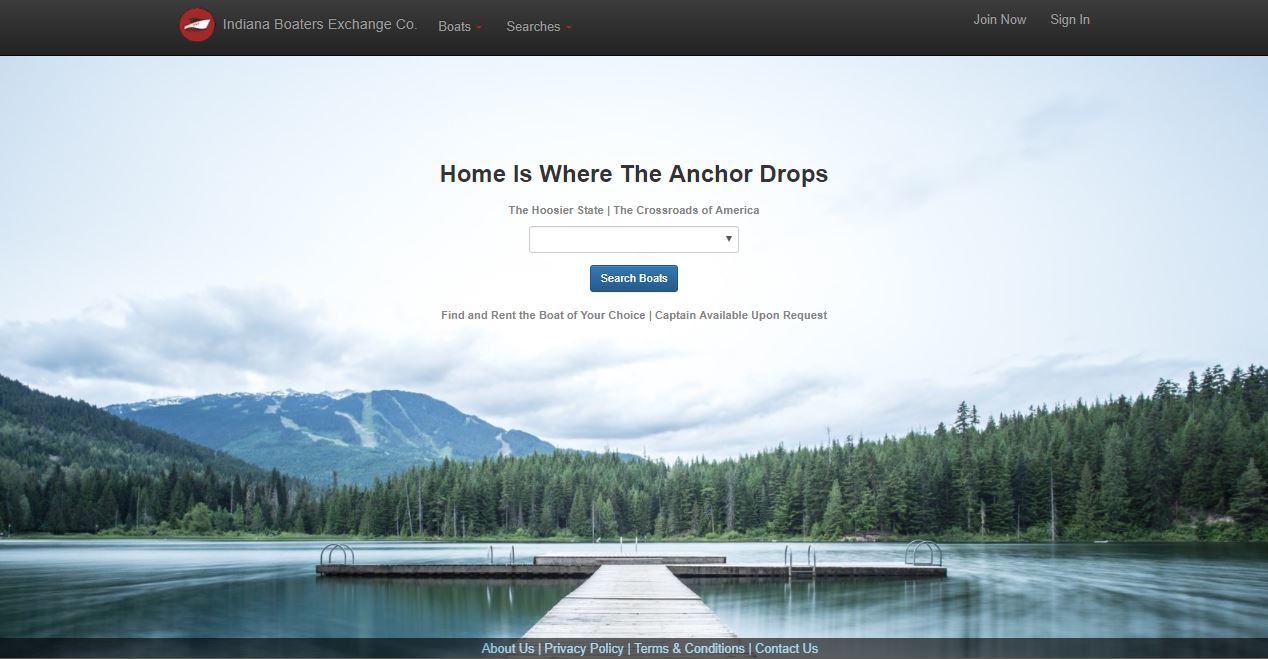 Indiana Boaters Exchange Co. Boats Searches Join Now Sign In
Home Is Where The Anchor Drops
The Hoosier State | The Crossroads of America
Search Boats
Find and Rent the Boat of Your Choice | Captain Available Upon Request
About Us | Privacy Policy | Terms & Conditions | Contact Us